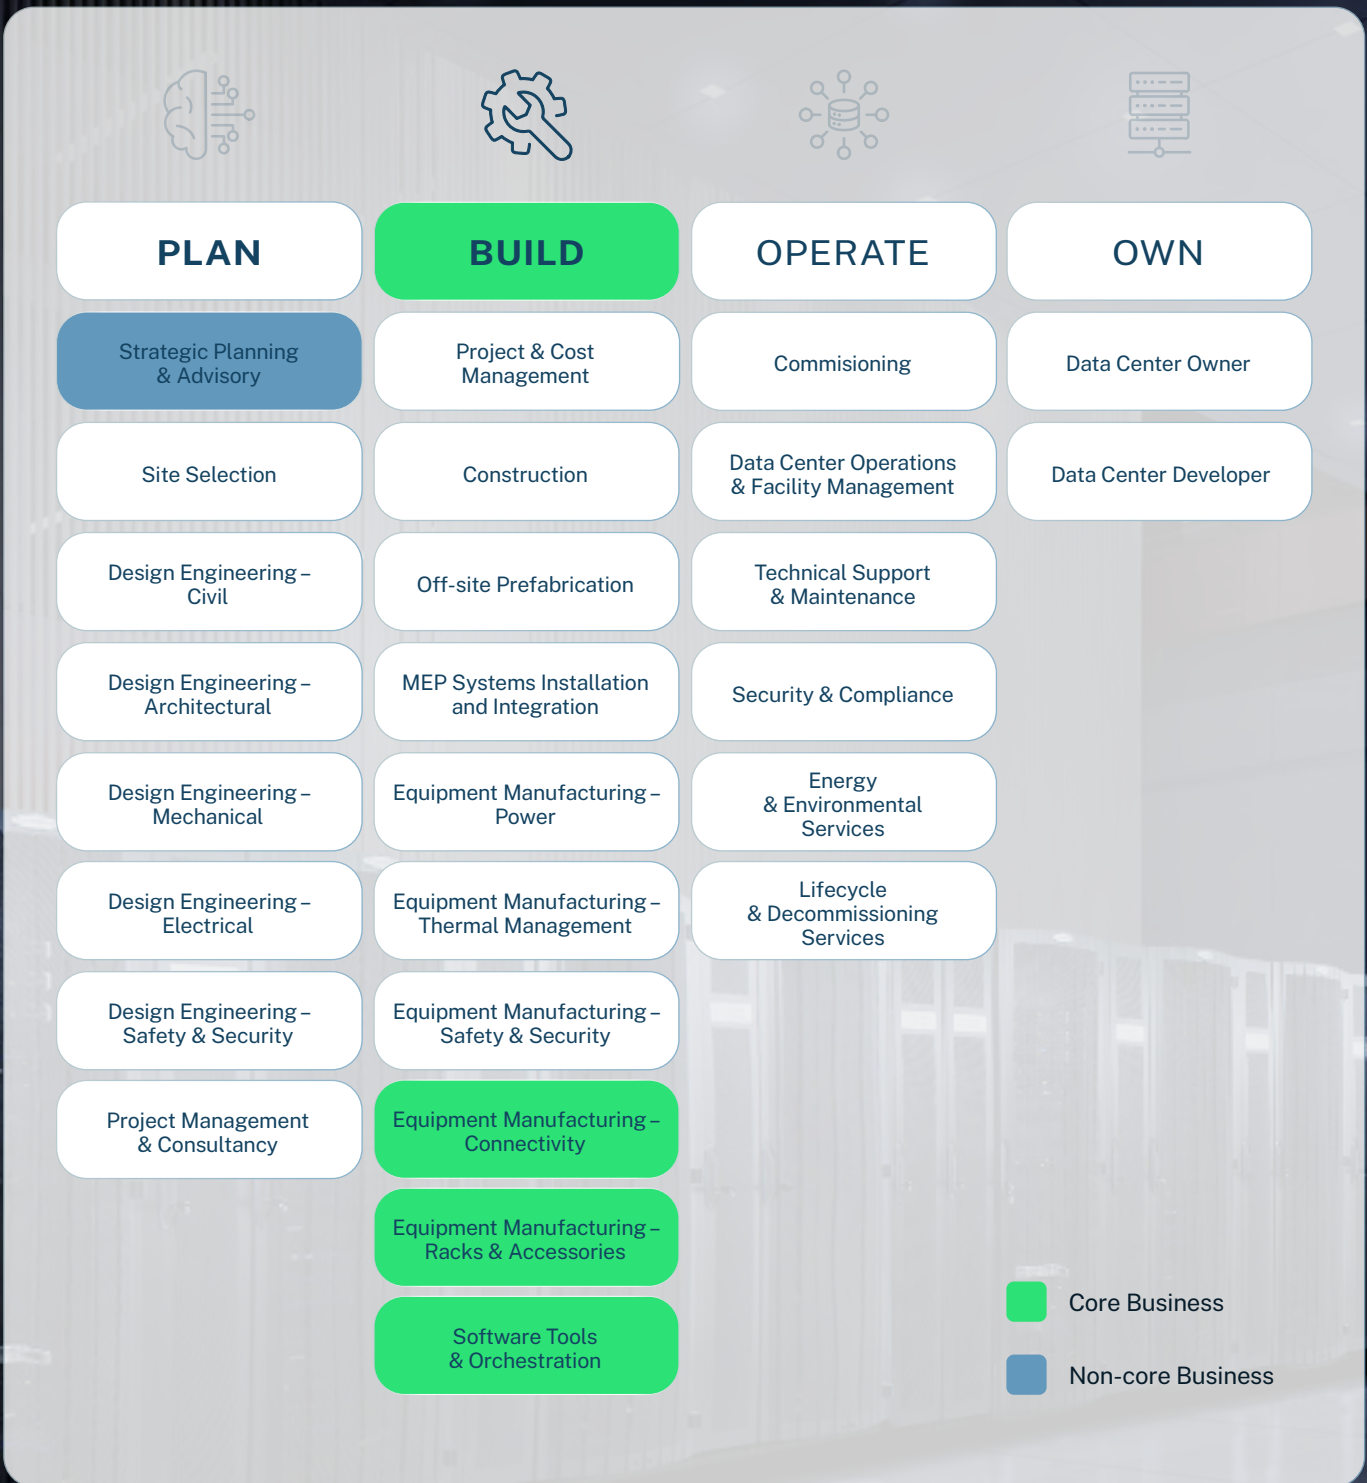 PLAN
BUILD
OPERATE
OWN
Strategic Planning
& Advisory
Site Selection
Design Engineering –
Civil
Design Engineering –
Architectural
Design Engineering –
Mechanical
Design Engineering –
Electrical
Design Engineering –
Safety & Security
Project Management
& Consultancy
Project & Cost
Management
Construction
Off-site Prefabrication
MEP Systems Installation
and Integration
Equipment Manufacturing –
Power
Equipment Manufacturing –
Thermal Management
Equipment Manufacturing –
Safety & Security
Equipment Manufacturing –
Connectivity
Equipment Manufacturing –
Racks & Accessories
Software Tools
& Orchestration
Commisioning
Data Center Operations
& Facility Management
Technical Support
& Maintenance
Security & Compliance
Energy
& Environmental
Services
Lifecycle
& Decommissioning
Services
Data Center Owner
Data Center Developer
Core Business
Non-core Business